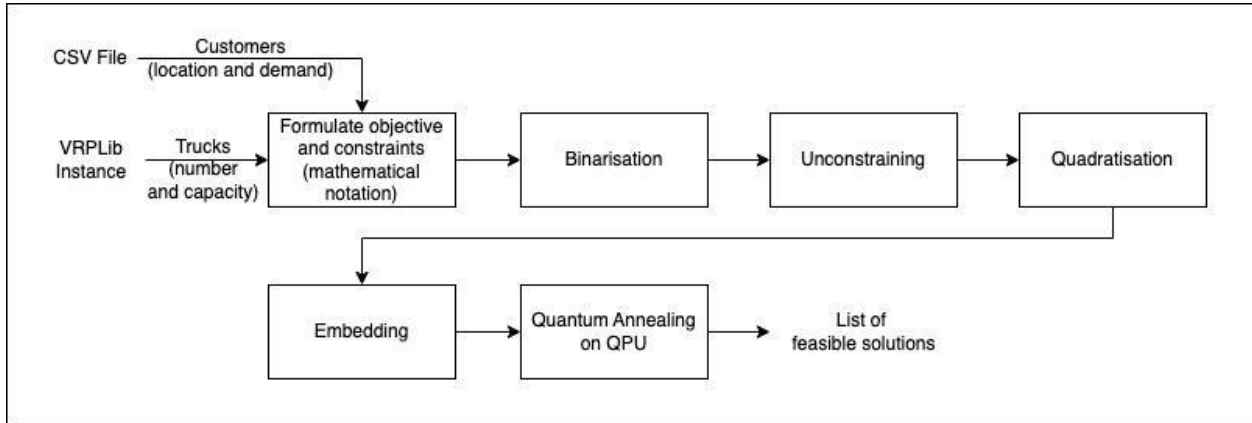 CSV File
Customers
(location and demand)
VRPLib
Instance
Trucks
(number
and capacity)
Formulate objective
and constraints
(mathematical
notation)
Binarisation
Unconstraining
Quadratisation
Embedding
Quantum Annealing
on QPU
List of
feasible solutions